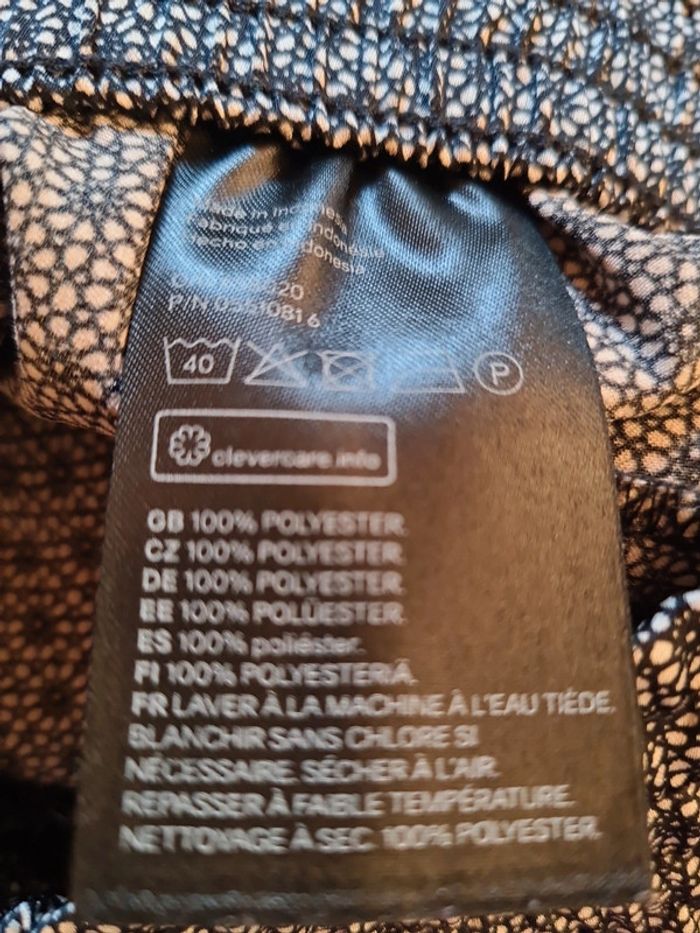 Made in Indonesia
Fabriqué en Indonésie
Hecho en Indonesia
20
P/N
40
P
clevercare.info
GB 100% POLYESTER.
CZ 100% POLYESTER.
DE 100% POLYESTER.
EE 100% POLÜESTER.
ES 100% poliéster.
FI 100% POLYESTERIÄ.
FR LAVER À LA MACHINE À L'EAU TIÈDE.
BLANCHIR SANS CHLORE SI
NÉCESSAIRE. SÉCHER À L'AIR.
REPASSER À FAIBLE TEMPÉRATURE.
NETTOYAGE À SEC. 100% POLYESTER.